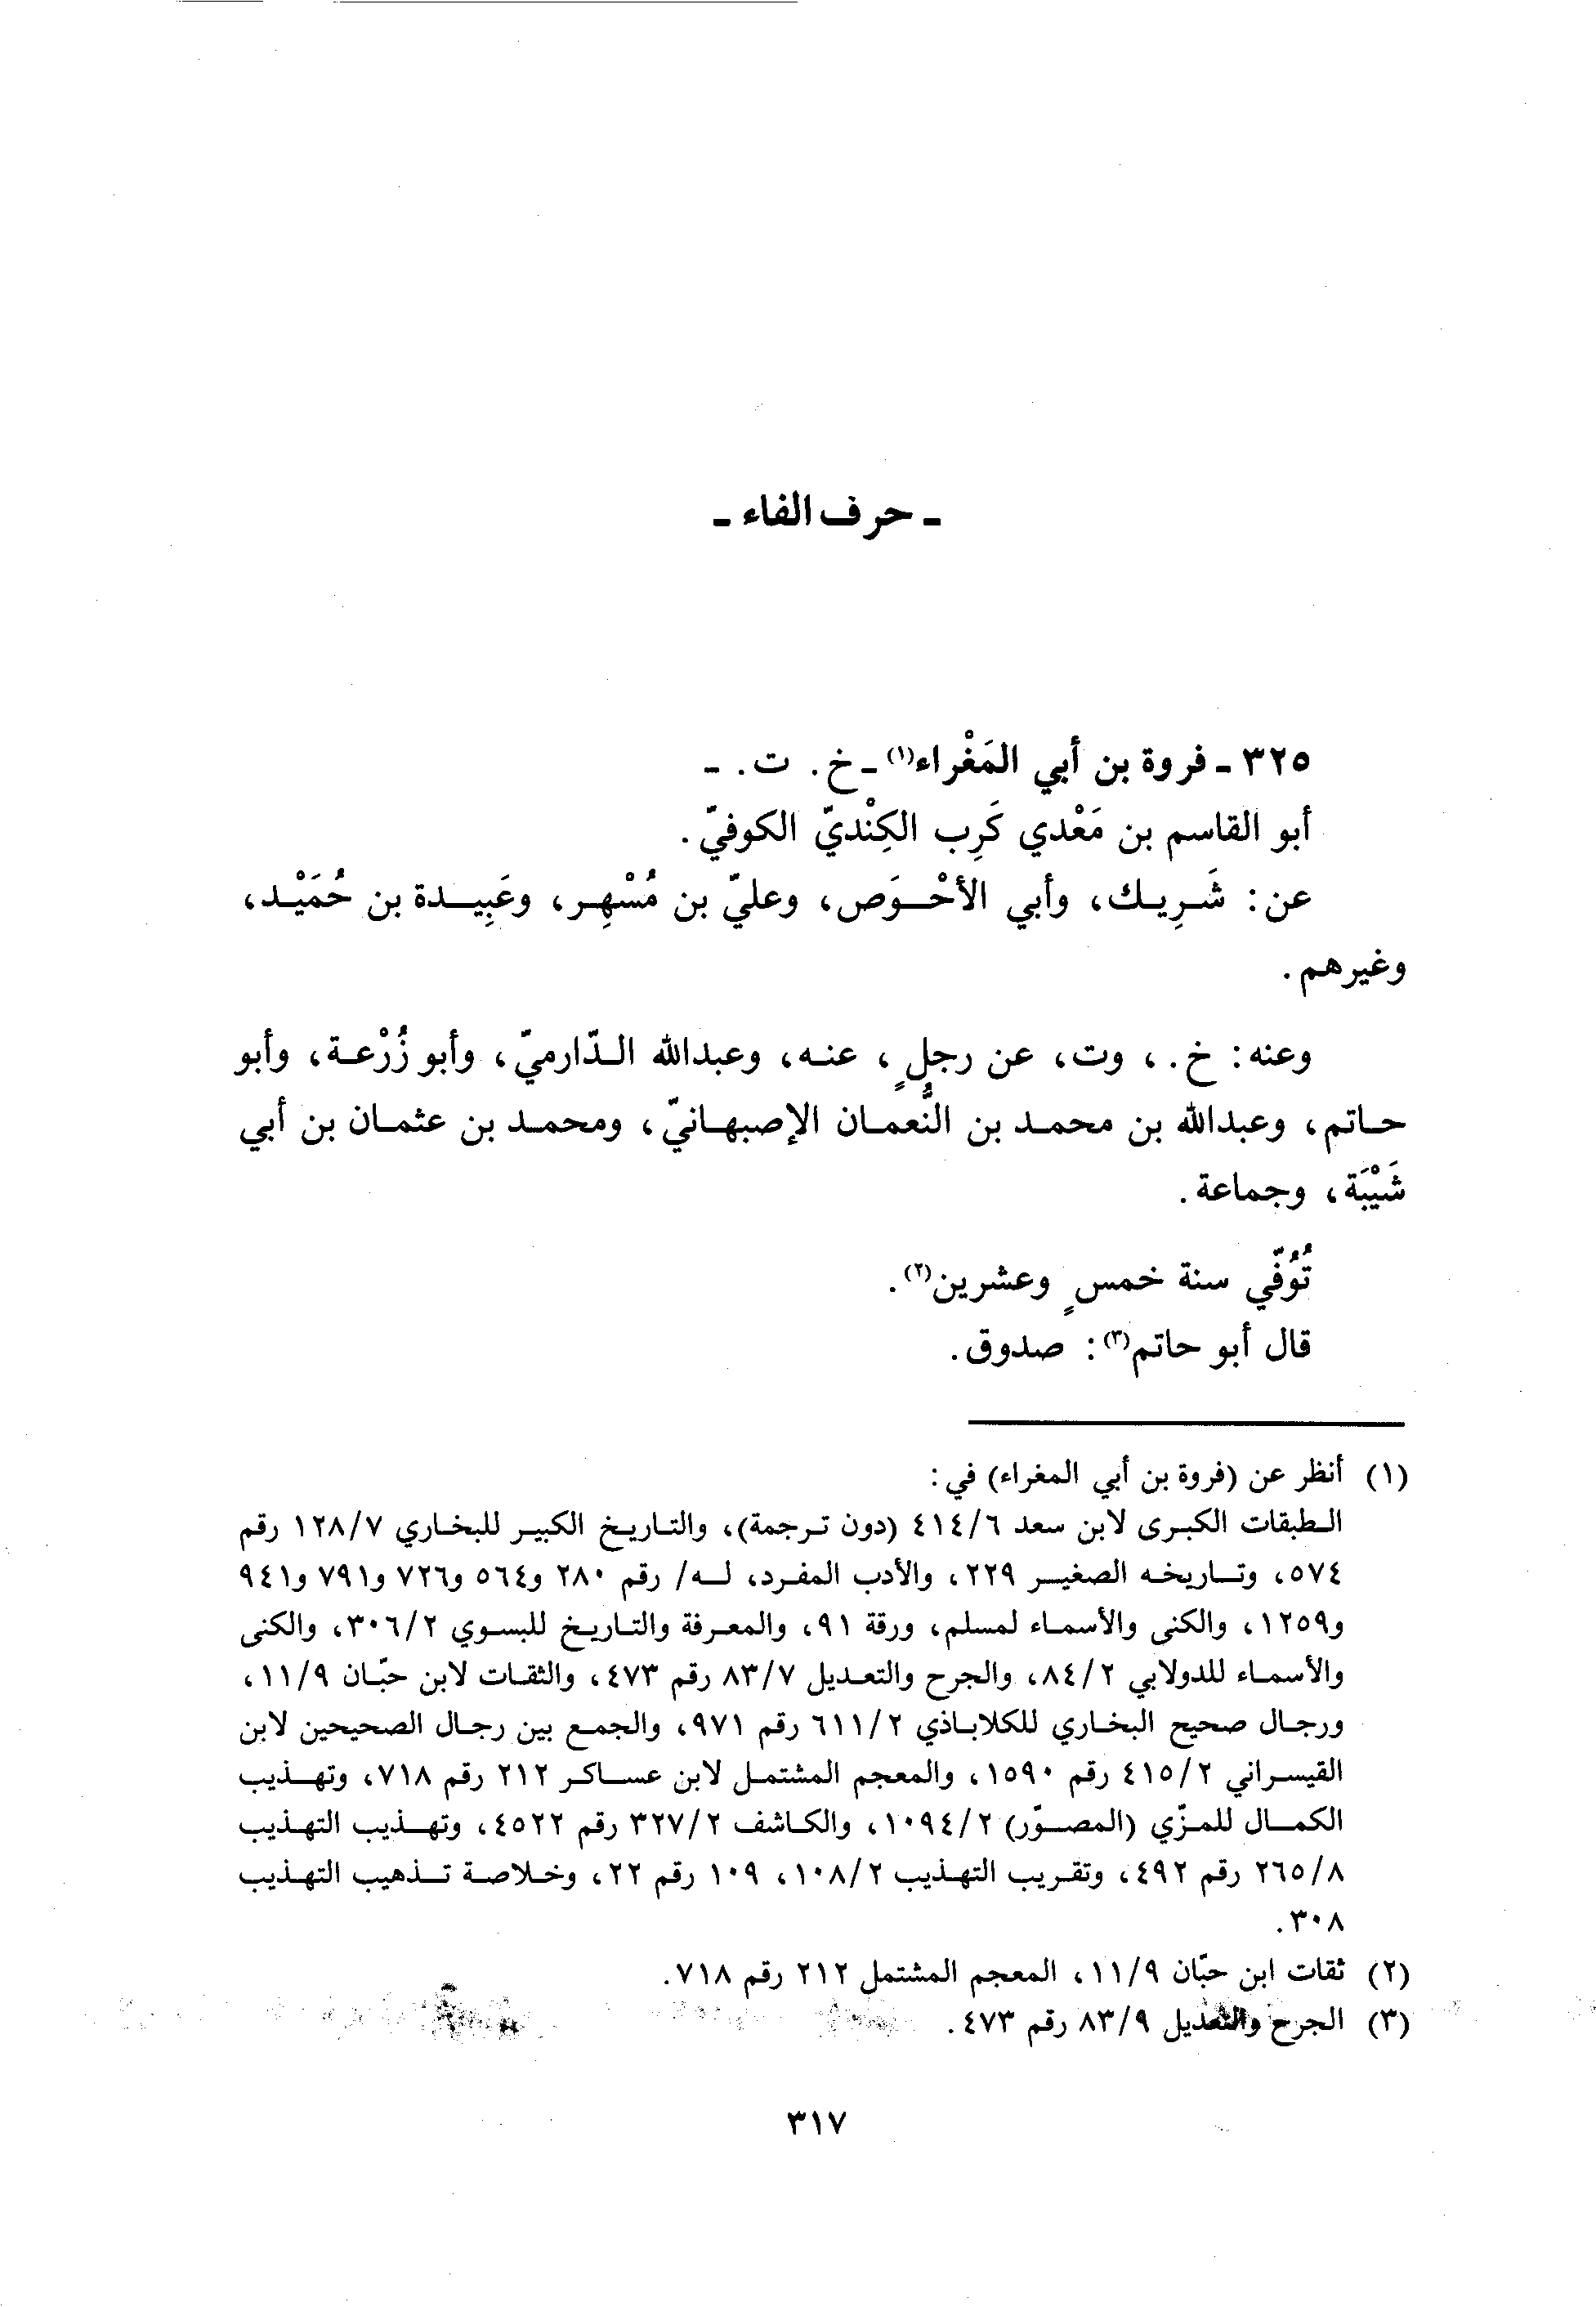 ـ حرف الفاء ـ
٣٢٥ ـ فروة بن أبي المَغْراء(١) ـ خ. ت. ـ
أبو القاسم بن مَعْدي كَرِب الكِنْديّ الكوفيّ.
عن: شَرِيك، وأبي الأحْوَص، وعليّ بن مُسْهِر، وعَبِيدة بن حُمَيْد،
وغيرهم.
وعنه: خ.، وت، عن رجلٍ، عنه، وعبدالله الدّارميّ، وأبو زُرْعة، وأبو
حاتم، وعبدالله بن محمد بن النُّعمان الإصبهانيّ، ومحمد بن عثمان بن أبي
شَيْبَة، وجماعة.
تُوُفّي سنة خمسٍ وعشرين(٢).
قال أبو حاتم(٣): صدوق.
(١) أنظر عن (فروة بن أبي المغراء) في:
الطبقات الكبرى لابن سعد ٤١٤/٦ (دون ترجمة)، والتاريخ الكبير للبخاري ١٢٨/٧ رقم
٥٧٤، وتاريخه الصغير ٢٢٩، والأدب المفرد، له/ رقم ٢٨٠ و٥٦٤ و٧٢٦ و٧٩١ و٩٤١
و١٢٥٩، والكنى والأسماء لمسلم، ورقة ٩١، والمعرفة والتاريخ للبسوي ٣٠٦/٢، والكنى
والأسماء للدولابي ٨٤/٢، والجرح والتعديل ٨٣/٧ رقم ٤٧٣، والثقات لابن حبّان ١١/٩،
ورجال صحيح البخاري للكلاباذي ٦١١/٢ رقم ٩٧١، والجمع بين رجال الصحيحين لابن
القيسراني ٤١٥/٢ رقم ١٥٩٠، والمعجم المشتمل لابن عساكر ٢١٢ رقم ٧١٨، وتهذيب
الكمال للمزّي (المصوّر) ١٠٩٤/٢، والكاشف ٣٢٧/٢ رقم ٤٥٢٢، وتهذيب التهذيب
٢٦٥/٨ رقم ٤٩٢، وتقريب التهذيب ١٠٨/٢، ١٠٩ رقم ٢٢، وخلاصة تذهيب التهذيب
٣٠٨.
(٢) ثقات ابن حبّان ١١/٩، المعجم المشتمل ٢١٢ رقم ٧١٨.
(٣) الجرح والتعديل ٨٣/٩ رقم ٤٧٣.
٣١٧